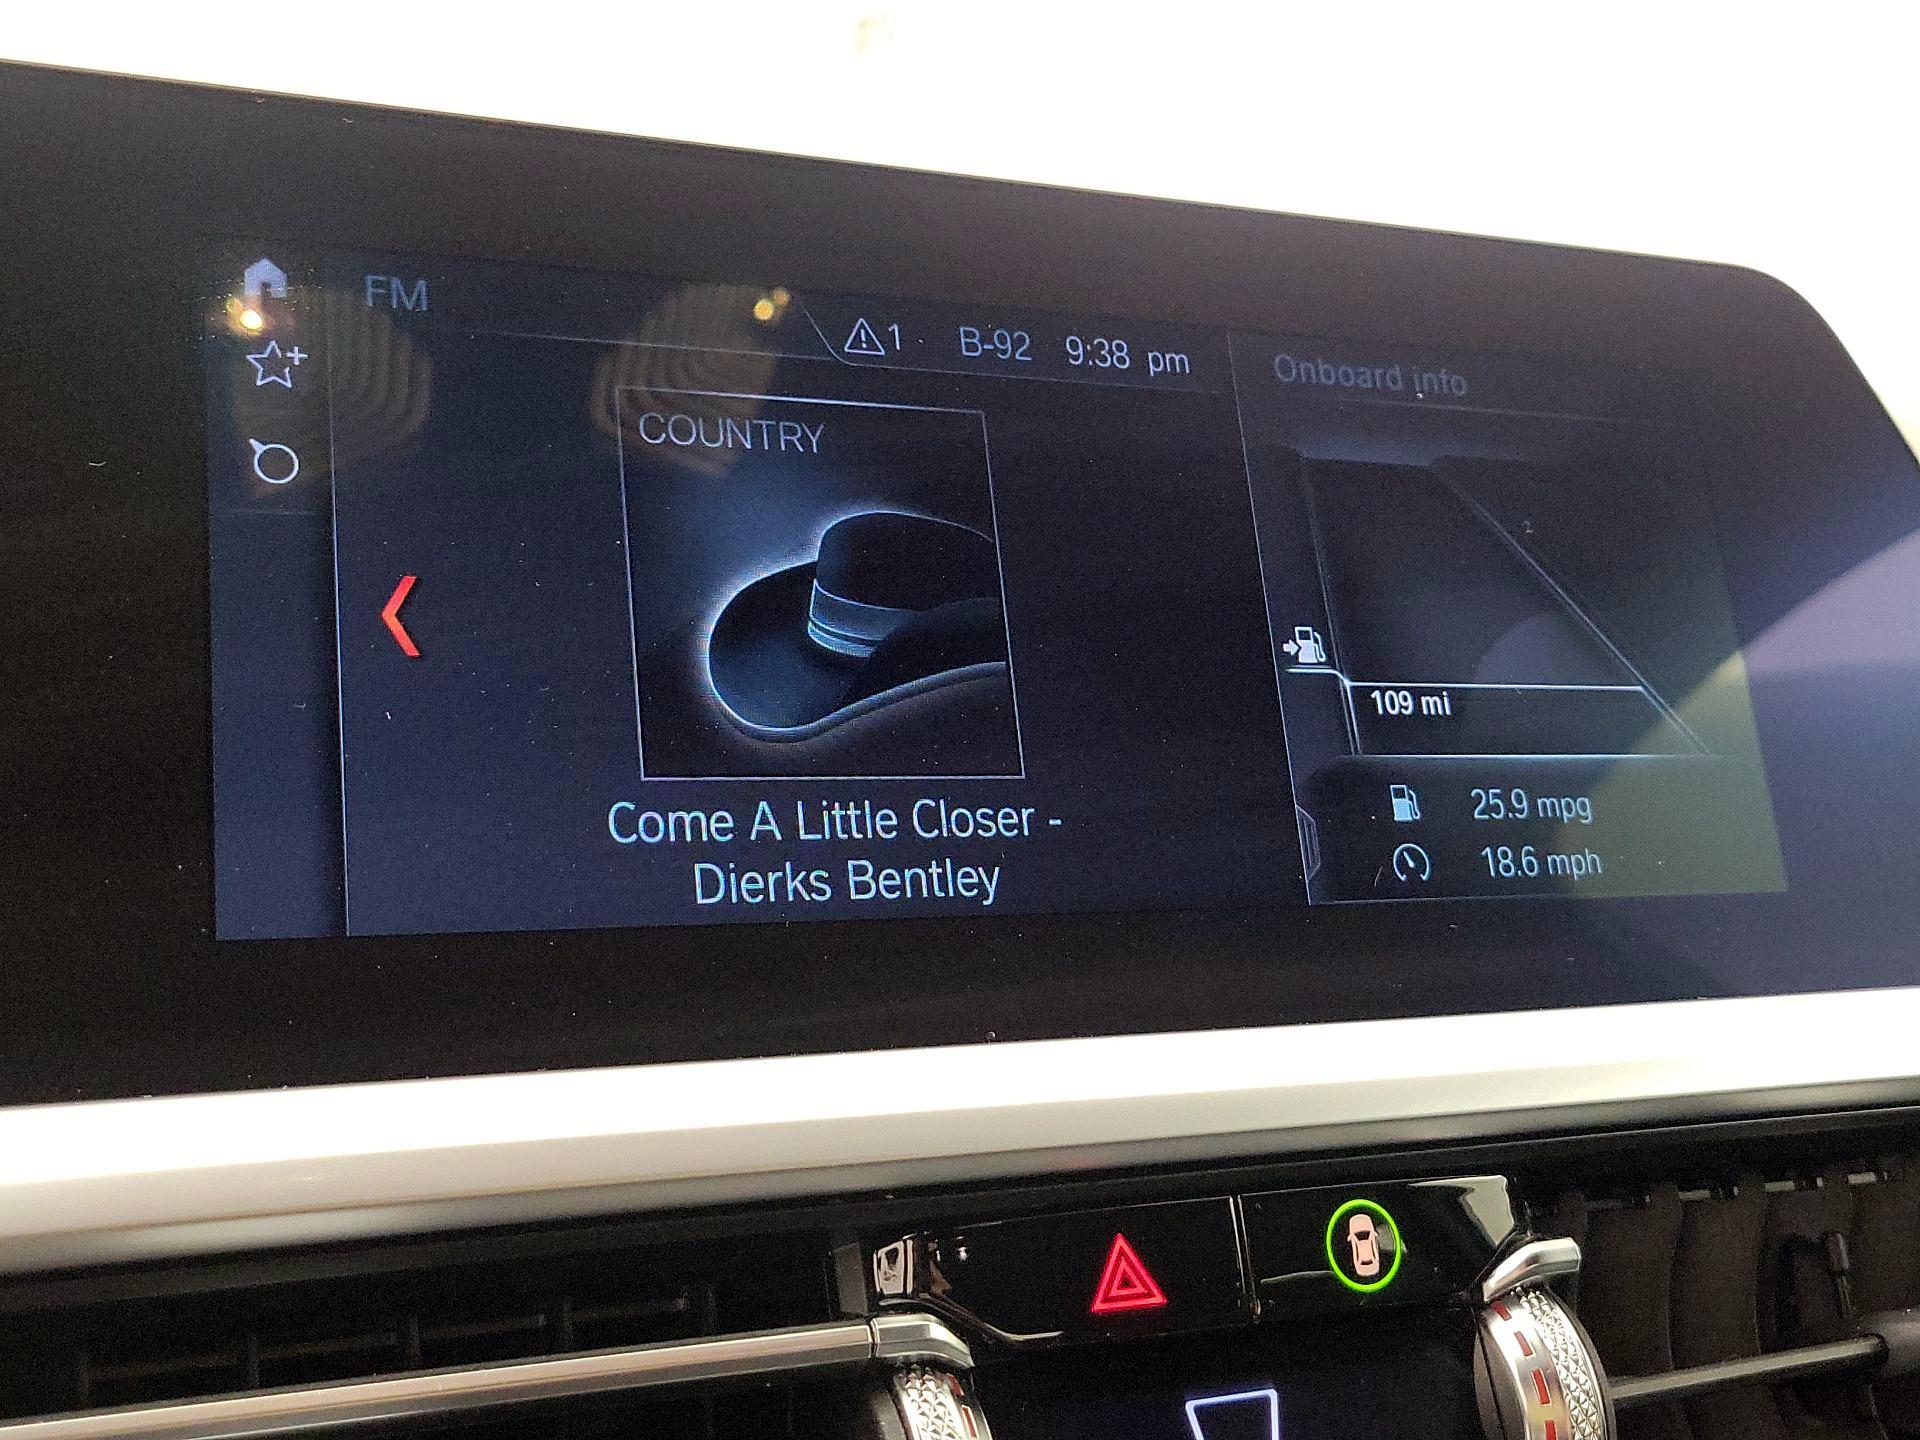 FM
1 · B-92 9:38 pm
Onboard info
COUNTRY
109 mi
Come A Little Closer -
Dierks Bentley
25.9 mpg
18.6 mph